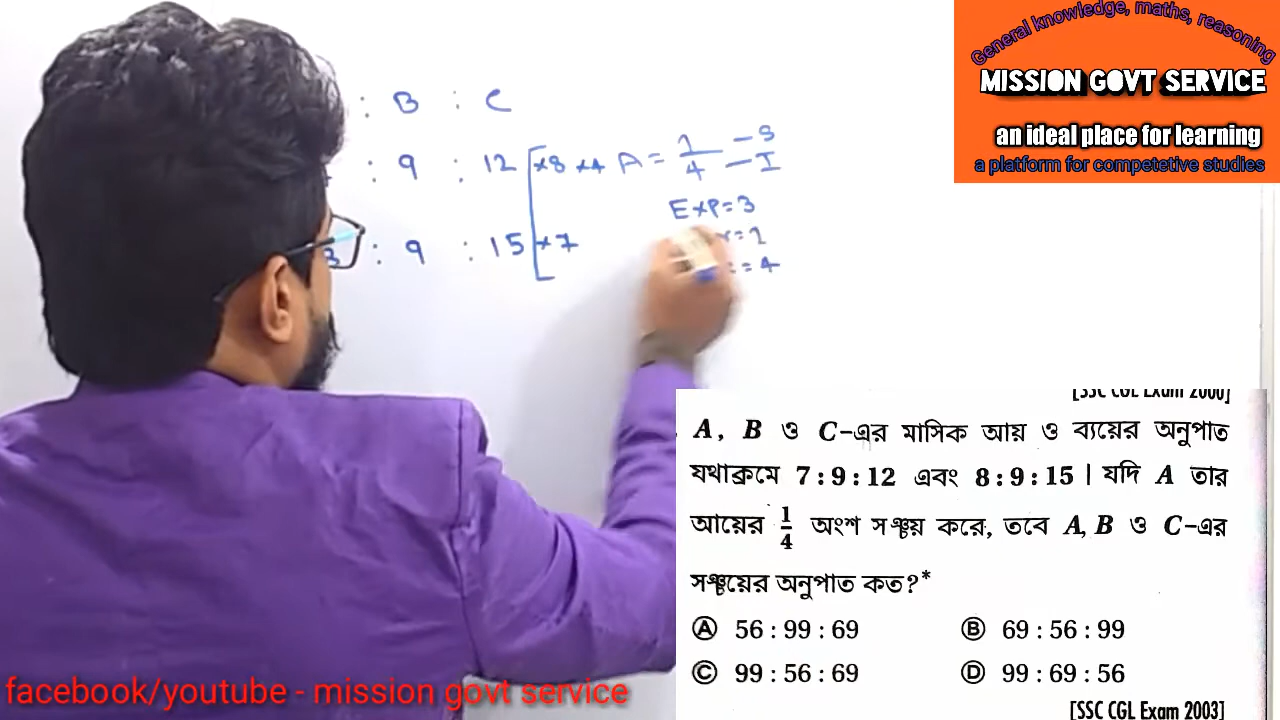 General knowledge, maths, reasoning
MISSION GOVT SERVICE
an ideal place for learning
a platform for competetive studies
: B : C
: 9 : 12 ×8 ×4 A = 1/4 - S - I
Exp = 3
= 1
: 9 : 15 ×7
= 4
[SSC CGL Exam 2000]
A, B ও C-এর মাসিক আয় ও ব্যয়ের অনুপাত
যথাক্রমে 7 : 9 : 12 এবং 8 : 9 : 15 | যদি A তার
আয়ের 1/4 অংশ সঞ্চয় করে, তবে A, B ও C-এর
সঞ্চয়ের অনুপাত কত?*
Ⓐ 56 : 99 : 69 Ⓑ 69 : 56 : 99
Ⓒ 99 : 56 : 69 Ⓓ 99 : 69 : 56
[SSC CGL Exam 2003]
facebook/youtube - mission govt service